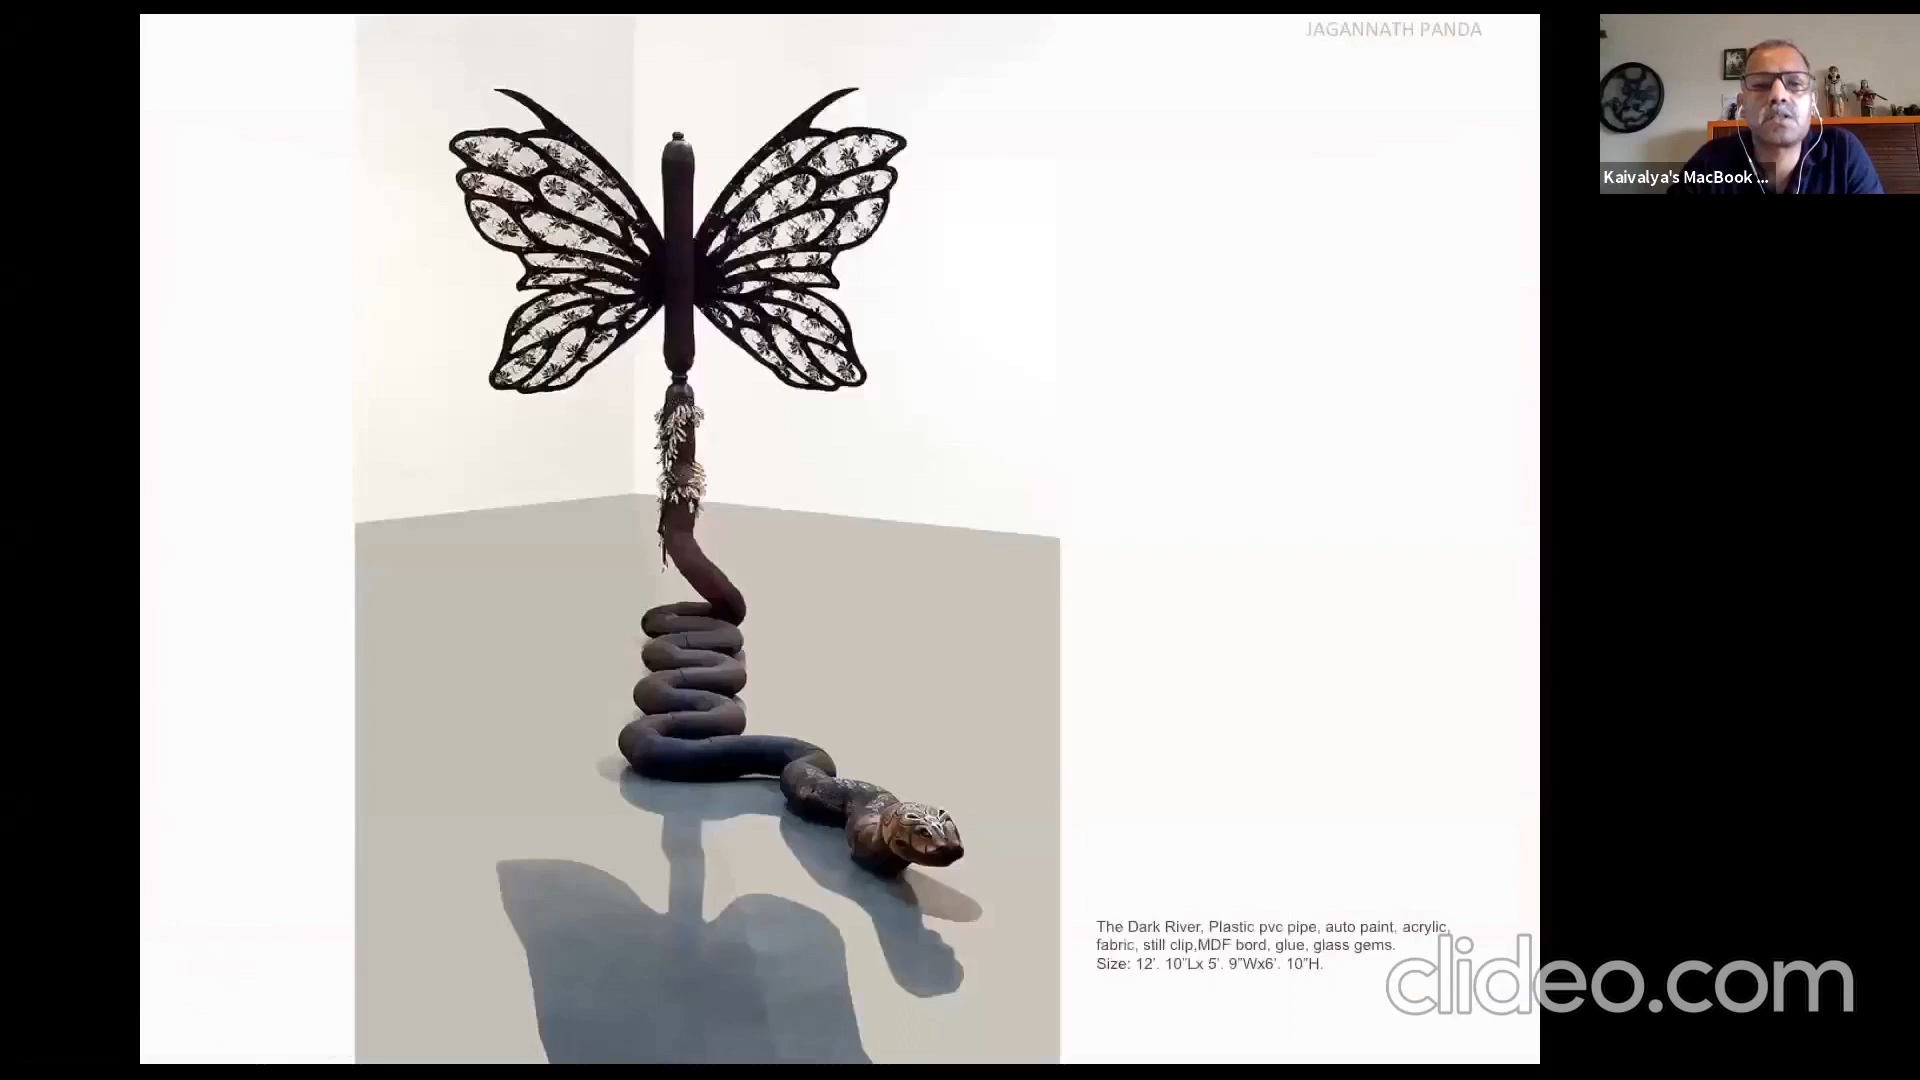 JAGANNATH PANDA
Kaivalya's MacBook ...
The Dark River, Plastic pvc pipe, auto paint, acrylic,
fabric, still clip,MDF bord, glue, glass gems.
Size: 12'. 10"Lx 5'. 9"Wx6'. 10"H.
clideo.com